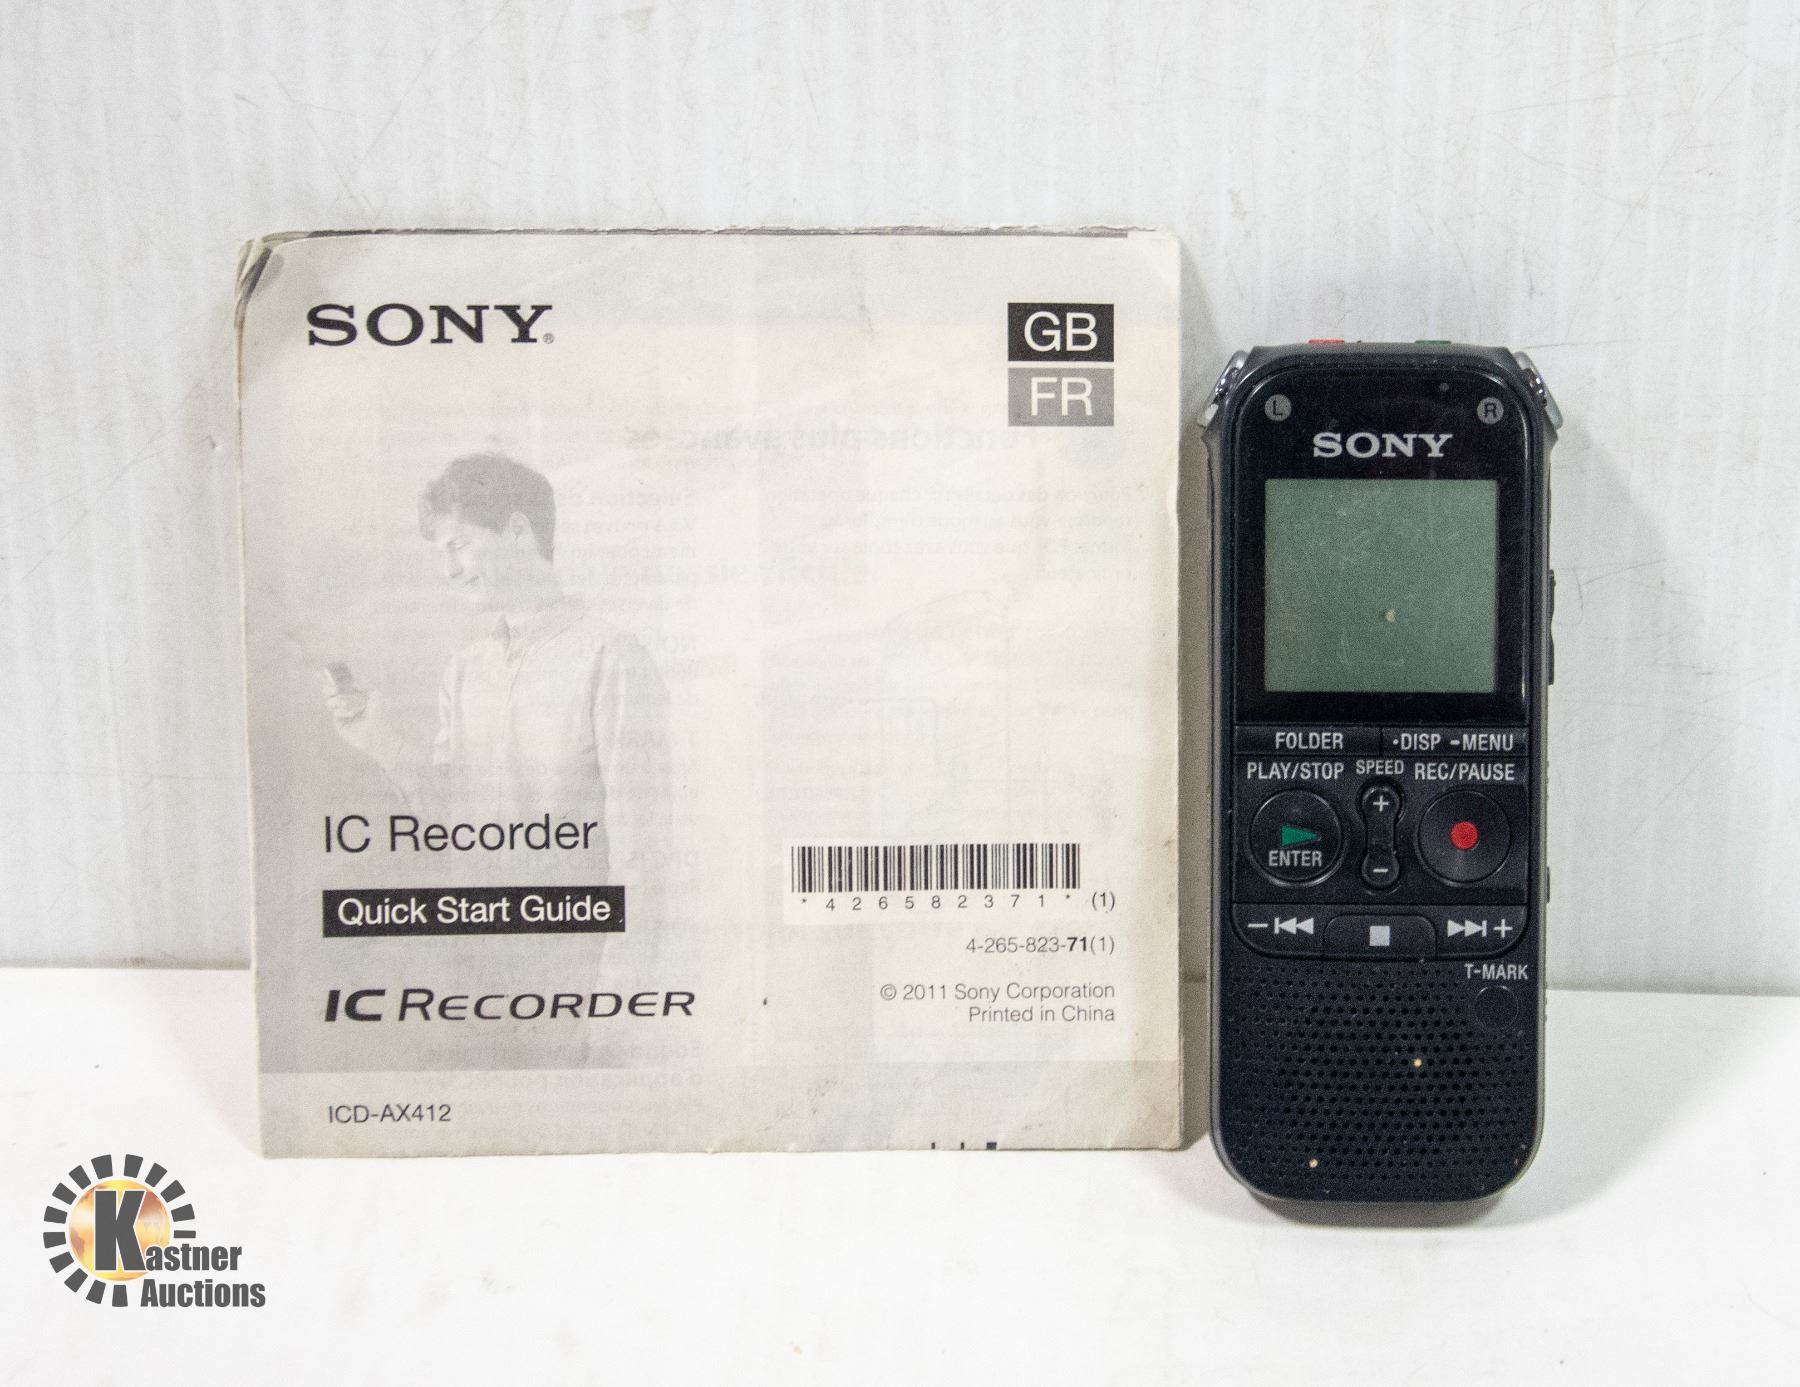 SONY®
GB
FR
IC Recorder
Quick Start Guide
IC RECORDER
ICD-AX412
*426582371* (1)
4-265-823-71(1)
© 2011 Sony Corporation
Printed in China
L
R
SONY
FOLDER
•DISP –MENU
PLAY/STOP
SPEED
REC/PAUSE
+
ENTER
–
–
+
T-MARK
Kastner
Auctions